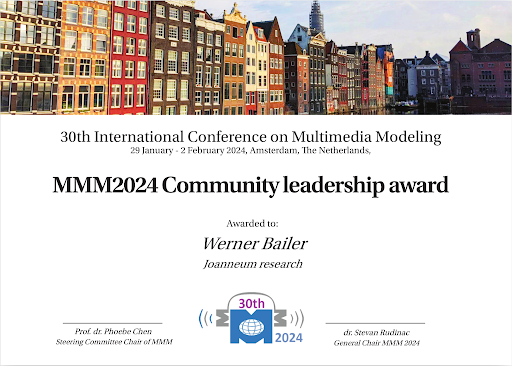 30th International Conference on Multimedia Modeling
29 January - 2 February 2024, Amsterdam, The Netherlands,
MMM2024 Community leadership award
Awarded to:
Werner Bailer
Joanneum research
30th
M M M
2024
Prof. dr. Phoebe Chen
Steering Committee Chair of MMM
dr. Stevan Rudinac
General Chair MMM 2024